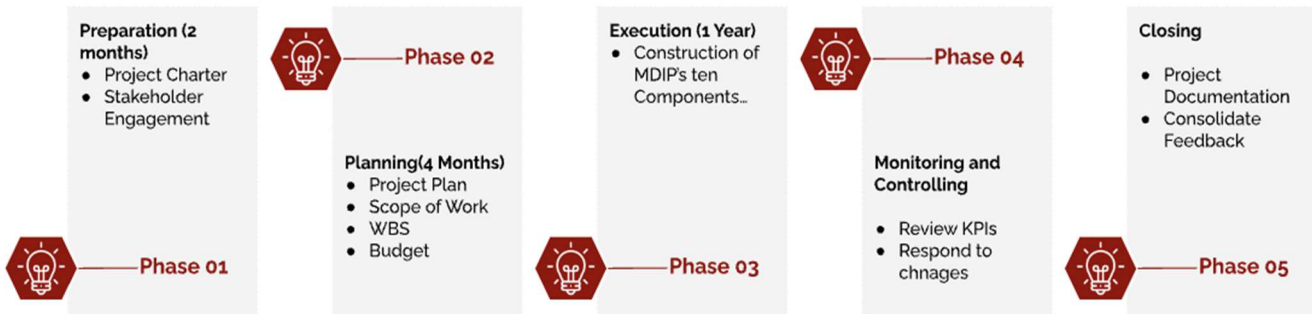 Preparation (2
months)
● Project Charter
● Stakeholder
Engagement
Phase 01
Phase 02
Planning(4 Months)
● Project Plan
● Scope of Work
● WBS
● Budget
Execution (1 Year)
● Construction of
MDIP's ten
Components…
Phase 03
Phase 04
Monitoring and
Controlling
● Review KPIs
● Respond to
chnages
Closing
● Project
Documentation
● Consolidate
Feedback
Phase 05